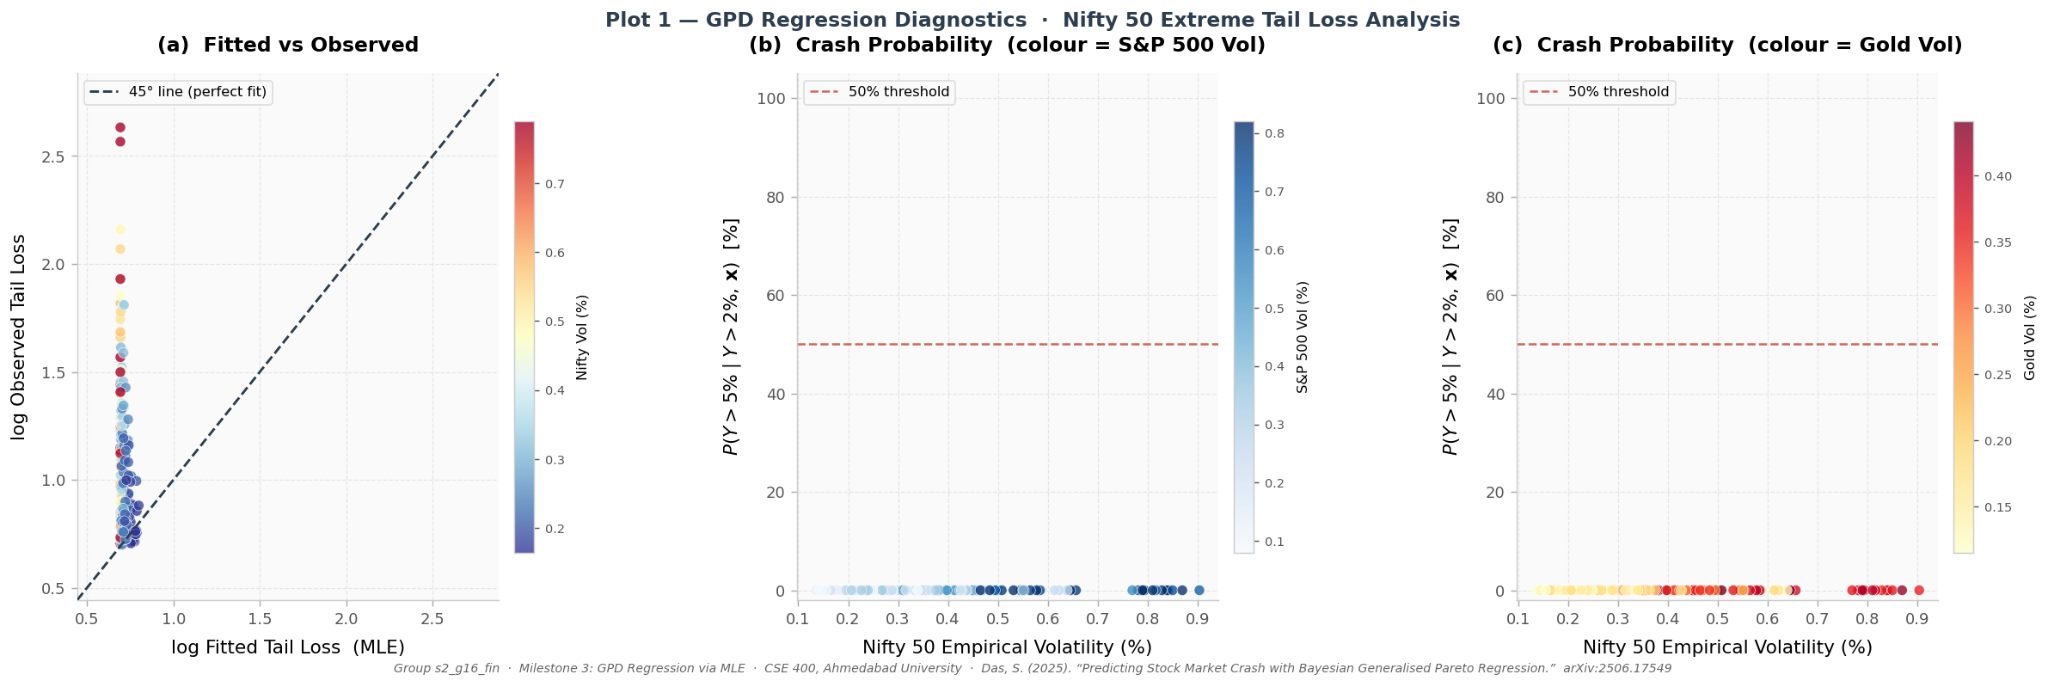 Plot 1 — GPD Regression Diagnostics · Nifty 50 Extreme Tail Loss Analysis
(a) Fitted vs Observed
45° line (perfect fit)
log Observed Tail Loss
2.5
2.0
1.5
1.0
0.5
0.5 1.0 1.5 2.0 2.5
log Fitted Tail Loss (MLE)
0.7
0.6
0.5
0.4
0.3
0.2
Nifty Vol (%)
(b) Crash Probability (colour = S&P 500 Vol)
50% threshold
P(Y > 5% | Y > 2%, x) [%]
100
80
60
40
20
0
0.1 0.2 0.3 0.4 0.5 0.6 0.7 0.8 0.9
Nifty 50 Empirical Volatility (%)
0.8
0.7
0.6
0.5
0.4
0.3
0.2
0.1
S&P 500 Vol (%)
(c) Crash Probability (colour = Gold Vol)
50% threshold
P(Y > 5% | Y > 2%, x) [%]
100
80
60
40
20
0
0.1 0.2 0.3 0.4 0.5 0.6 0.7 0.8 0.9
Nifty 50 Empirical Volatility (%)
0.40
0.35
0.30
0.25
0.20
0.15
Gold Vol (%)
Group s2_g16_fin · Milestone 3: GPD Regression via MLE · CSE 400, Ahmedabad University · Das, S. (2025). “Predicting Stock Market Crash with Bayesian Generalised Pareto Regression.” arXiv:2506.17549